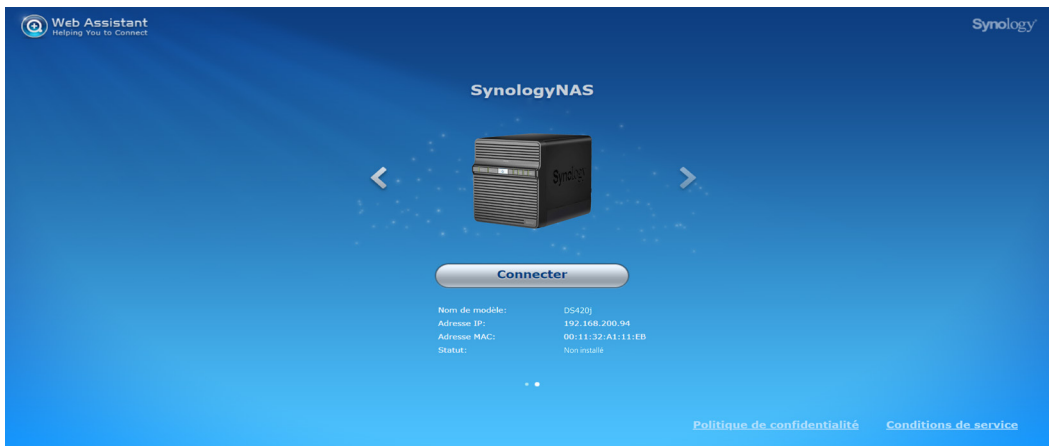 Web Assistant
Helping You to Connect
Synology
SynologyNAS
Synology
Connecter
Nom de modèle: DS420j
Adresse IP: 192.168.200.94
Adresse MAC: 00:11:32:A1:11:EB
Statut: Non installé
Politique de confidentialité Conditions de service